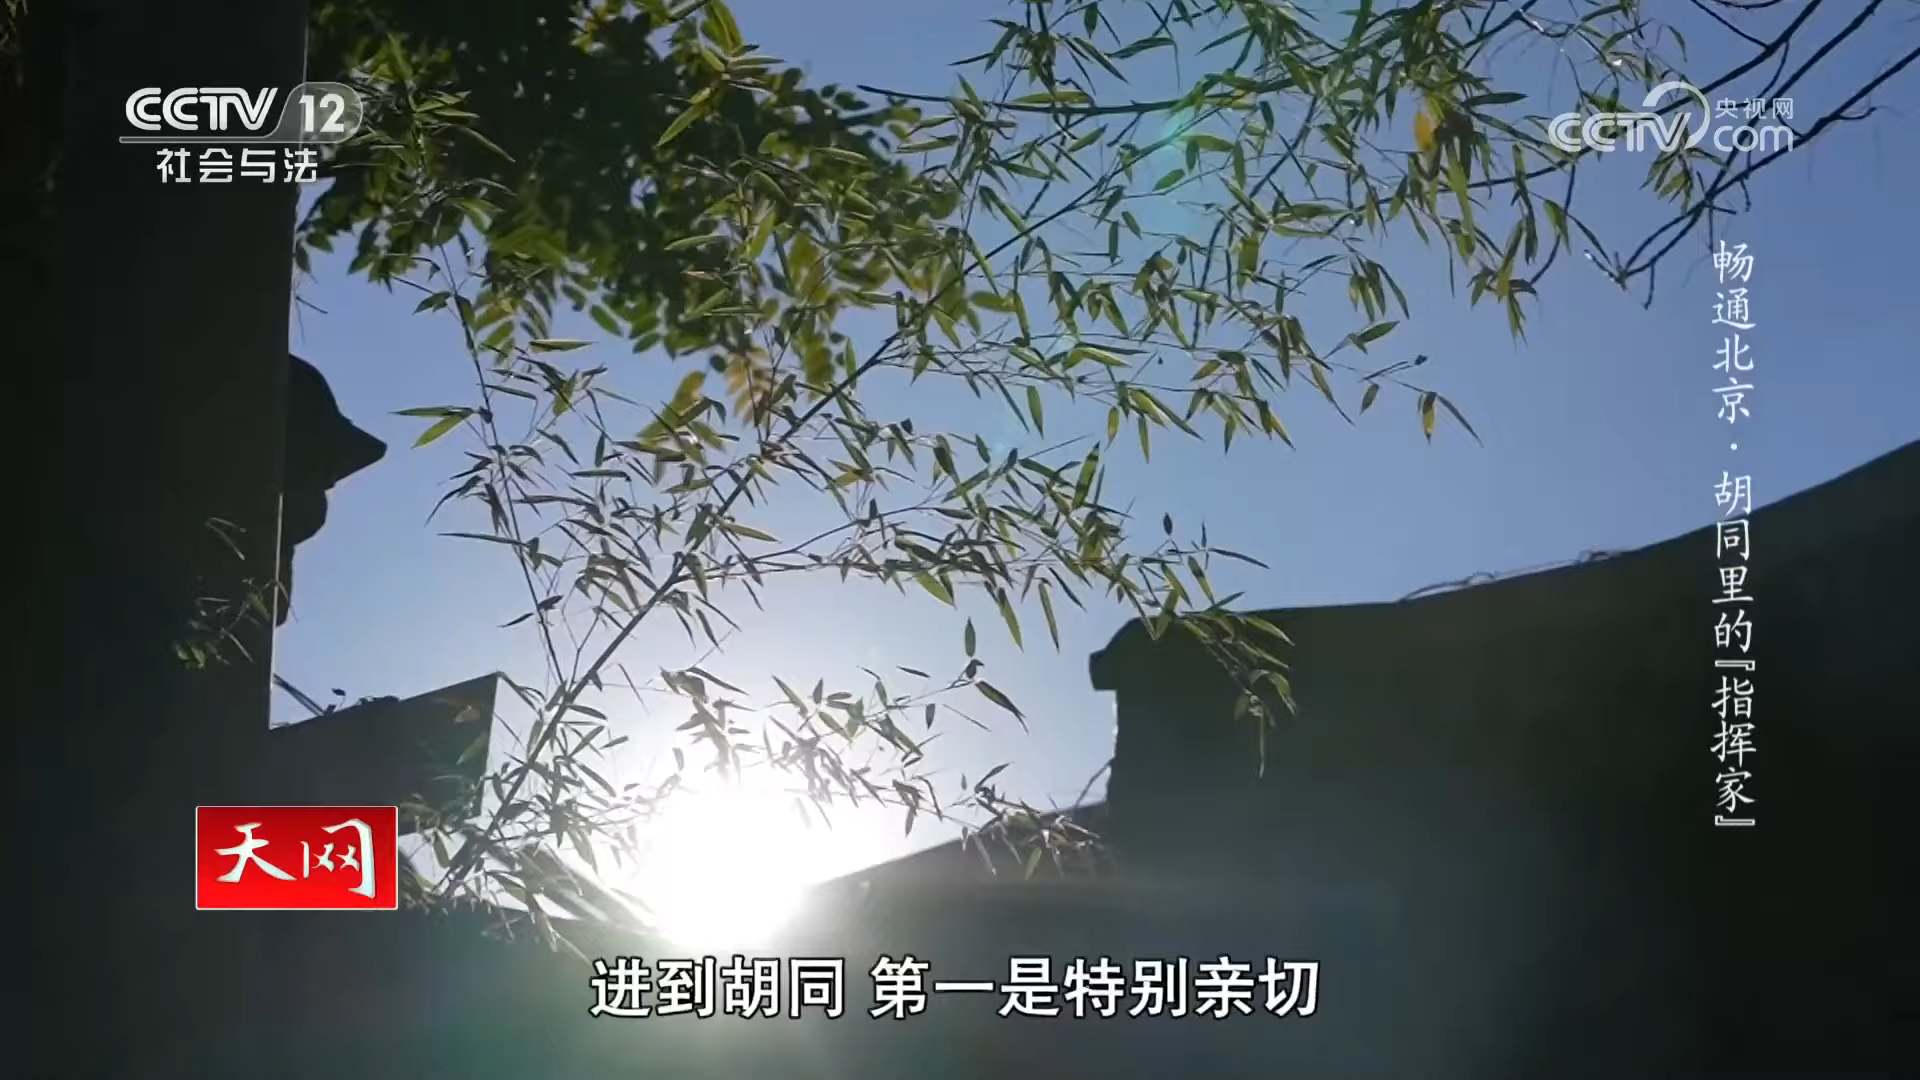 CCTV 12
社会与法
央视网
CCTV.com
畅通北京·胡同里的『指挥家』
天网
进到胡同 第一是特别亲切